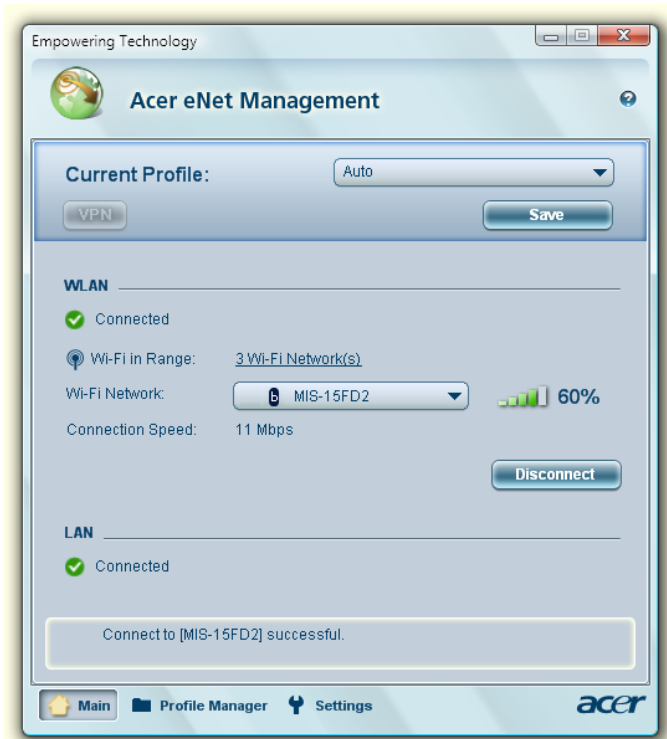 Empowering Technology
Acer eNet Management
Current Profile: Auto
VPN Save
WLAN
Connected
Wi-Fi in Range: 3 Wi-Fi Network(s)
Wi-Fi Network: b MIS-15FD2 60%
Connection Speed: 11 Mbps
Disconnect
LAN
Connected
Connect to [MIS-15FD2] successful.
Main Profile Manager Settings acer